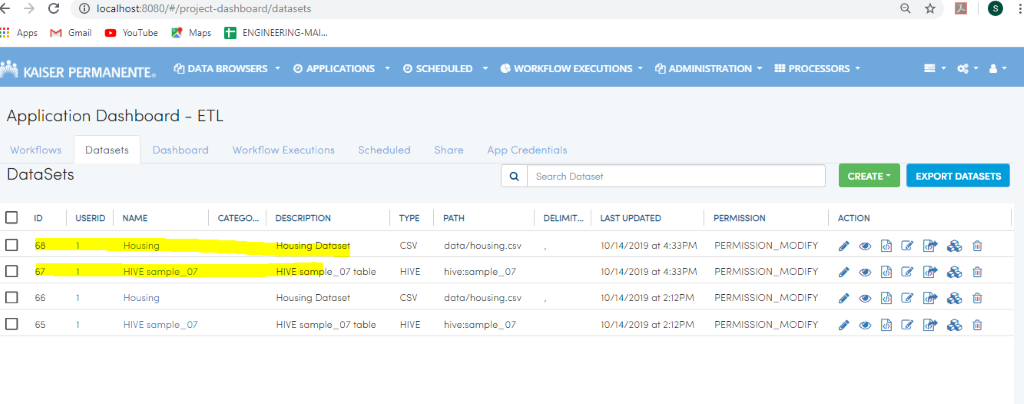 localhost:8080/#/project-dashboard/datasets
S
Apps Gmail YouTube Maps ENGINEERING-MAI...
KAISER PERMANENTE® DATA BROWSERS APPLICATIONS SCHEDULED WORKFLOW EXECUTIONS ADMINISTRATION PROCESSORS
Application Dashboard - ETL
Workflows Datasets Dashboard Workflow Executions Scheduled Share App Credentials
DataSets Search Dataset CREATE EXPORT DATASETS
ID USERID NAME CATEGO... DESCRIPTION TYPE PATH DELIMIT... LAST UPDATED PERMISSION ACTION
68 1 Housing Housing Dataset CSV data/housing.csv , 10/14/2019 at 4:33PM PERMISSION_MODIFY
67 1 HIVE sample_07 HIVE sample_07 table HIVE hive:sample_07 10/14/2019 at 4:33PM PERMISSION_MODIFY
66 1 Housing Housing Dataset CSV data/housing.csv , 10/14/2019 at 2:12PM PERMISSION_MODIFY
65 1 HIVE sample_07 HIVE sample_07 table HIVE hive:sample_07 10/14/2019 at 2:12PM PERMISSION_MODIFY